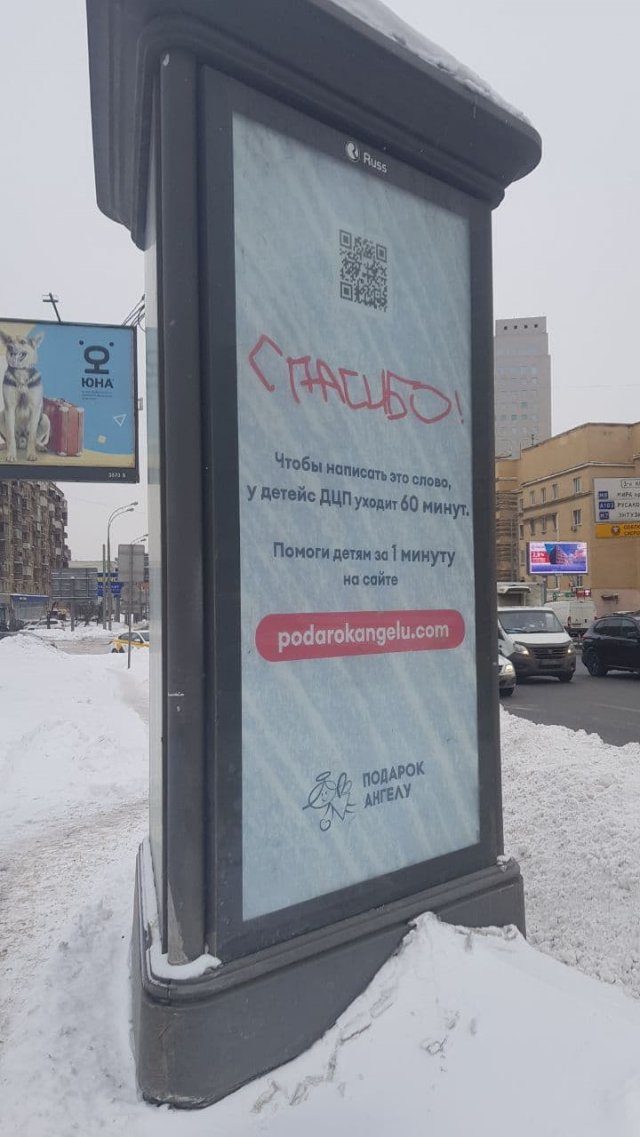 Russ
СПАСИБО!
Чтобы написать это слово,
у детейс ДЦП уходит 60 минут.
Помоги детям за 1 минуту
на сайте
podarokangelu.com
ПОДАРОК
АНГЕЛУ
ЮНА